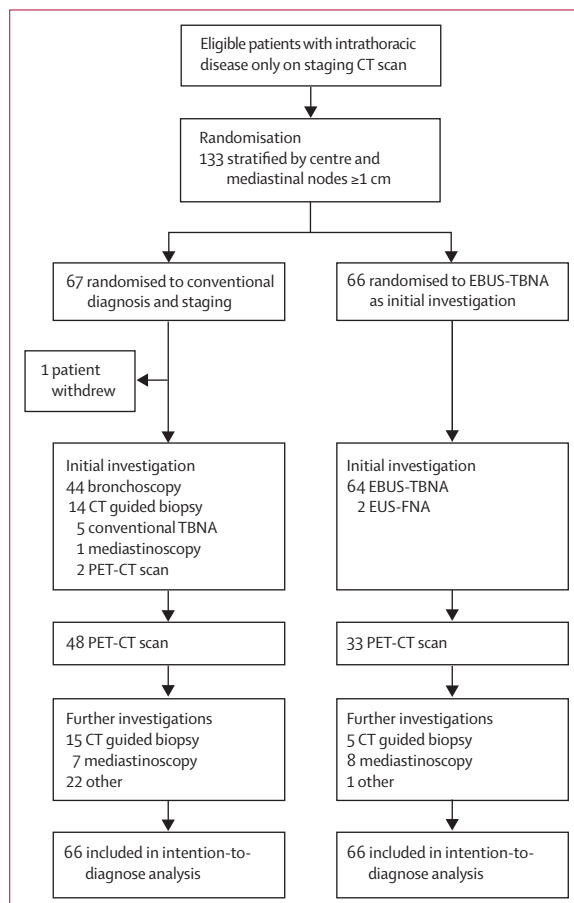 Eligible patients with intrathoracic
disease only on staging CT scan
Randomisation
133 stratified by centre and
mediastinal nodes ≥1 cm
67 randomised to conventional
diagnosis and staging
66 randomised to EBUS-TBNA
as initial investigation
1 patient
withdrew
Initial investigation
44 bronchoscopy
14 CT guided biopsy
5 conventional TBNA
1 mediastinoscopy
2 PET-CT scan
Initial investigation
64 EBUS-TBNA
2 EUS-FNA
48 PET-CT scan
33 PET-CT scan
Further investigations
15 CT guided biopsy
7 mediastinoscopy
22 other
Further investigations
5 CT guided biopsy
8 mediastinoscopy
1 other
66 included in intention-to-
diagnose analysis
66 included in intention-to-
diagnose analysis